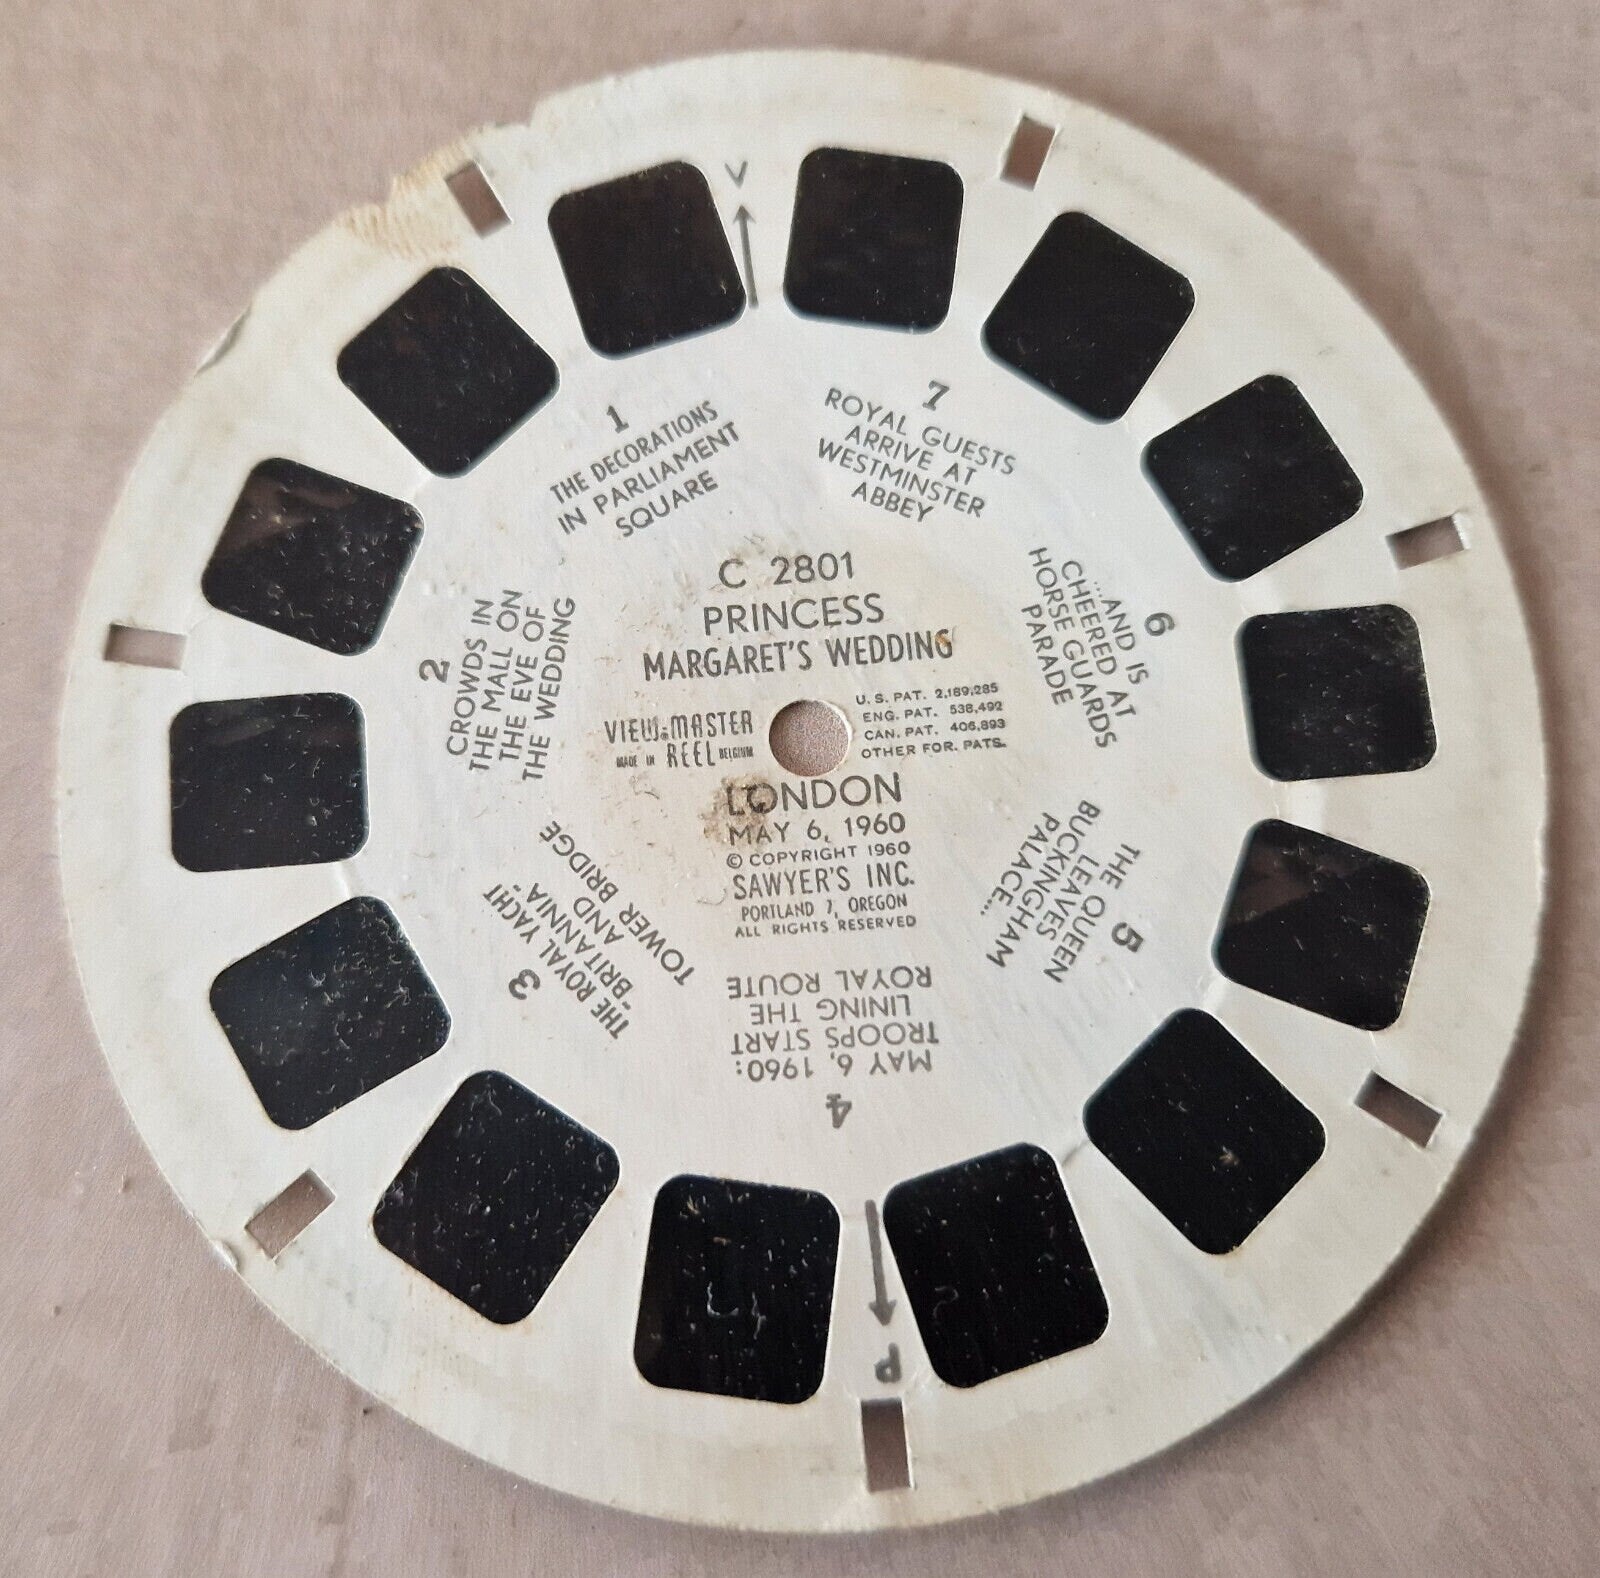 V
C 2801
PRINCESS
MARGARET'S WEDDING
VIEW-MASTER
MADE IN REEL BELGIUM
U.S. PAT. 2,189,285
ENG. PAT. 538,492
CAN. PAT. 406,893
OTHER FOR. PATS.
LONDON
MAY 6, 1960
© COPYRIGHT 1960
SAWYER'S INC.
PORTLAND 7, OREGON
ALL RIGHTS RESERVED
1
THE DECORATIONS
IN PARLIAMENT
SQUARE
2
CROWDS IN
THE MALL ON
THE EVE OF
THE WEDDING
3
THE ROYAL YACHT
-BRITANNIA-
AND
TOWER BRIDGE
4
MAY 6, 1960:
TROOPS START
LINING THE
ROYAL ROUTE
5
THE QUEEN
LEAVES
BUCKINGHAM
PALACE...
6
...AND IS
CHEERED AT
HORSE GUARDS
PARADE
7
ROYAL GUESTS
ARRIVE AT
WESTMINSTER
ABBEY
P